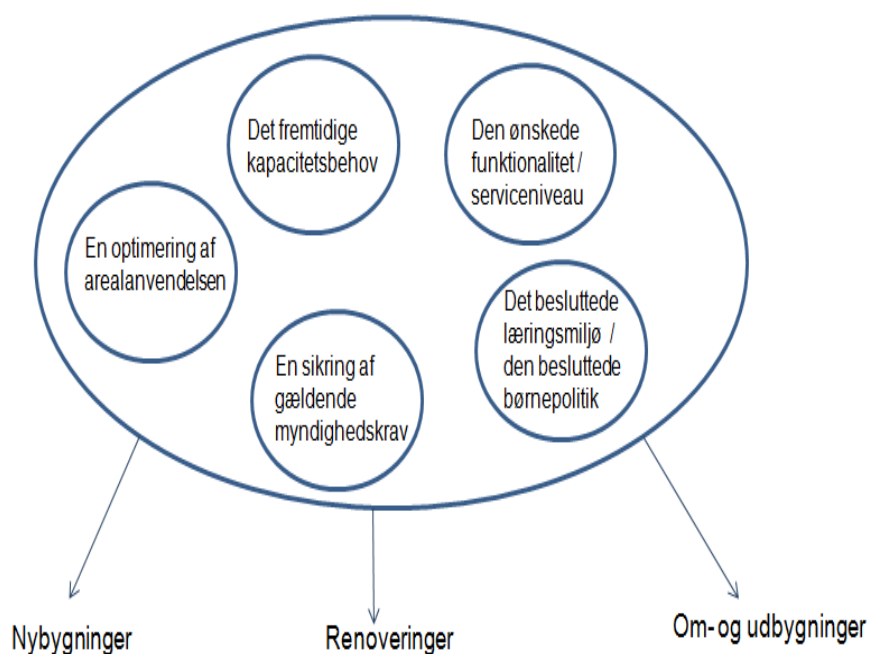 Det fremtidige
kapacitetsbehov
Den ønskede
funktionalitet /
serviceniveau
En optimering af
arealanvendelsen
Det besluttede
læringsmiljø /
den besluttede
børnepolitik
En sikring af
gældende
myndighedskrav
Nybygninger
Renoveringer
Om- og udbygninger